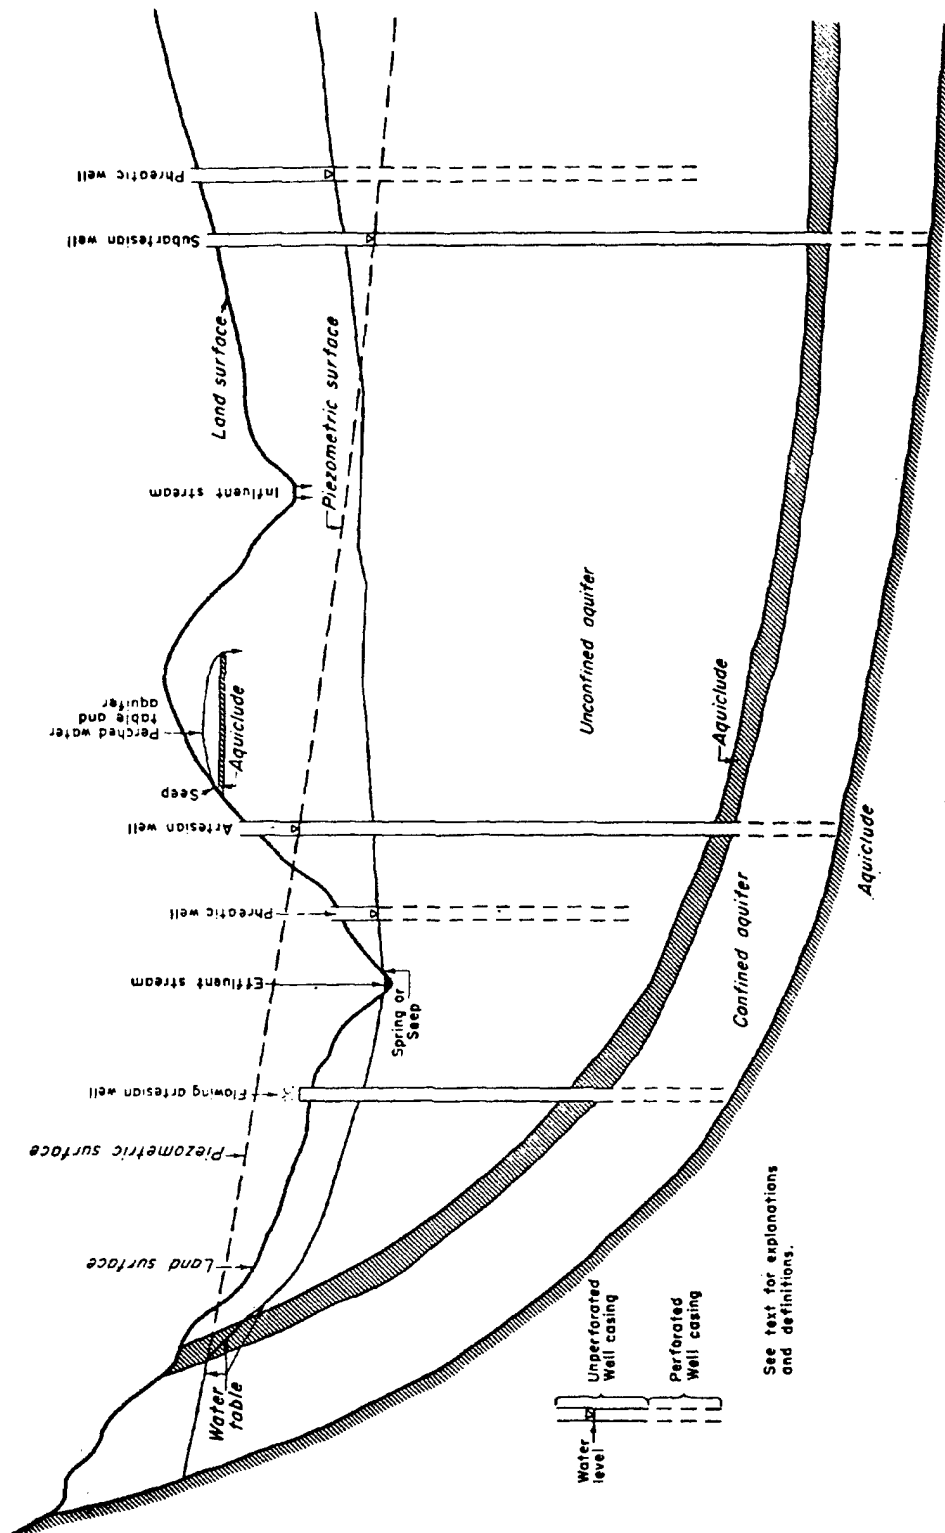 Phreatic well
Subartesian well
Land surface
Piezometric surface
Influent stream
Perched water
table and
aquifer
Aquiclude
Seep
Artesian well
Unconfined aquifer
Aquiclude
Phreatic well
Confined aquifer
Aquiclude
Effluent stream
Spring or
Seep
Flowing artesian well
Piezometric surface
Land surface
Water
table
Water
level
Unperforated
Well casing
Perforated
Well casing
See text for explanations
and definitions.